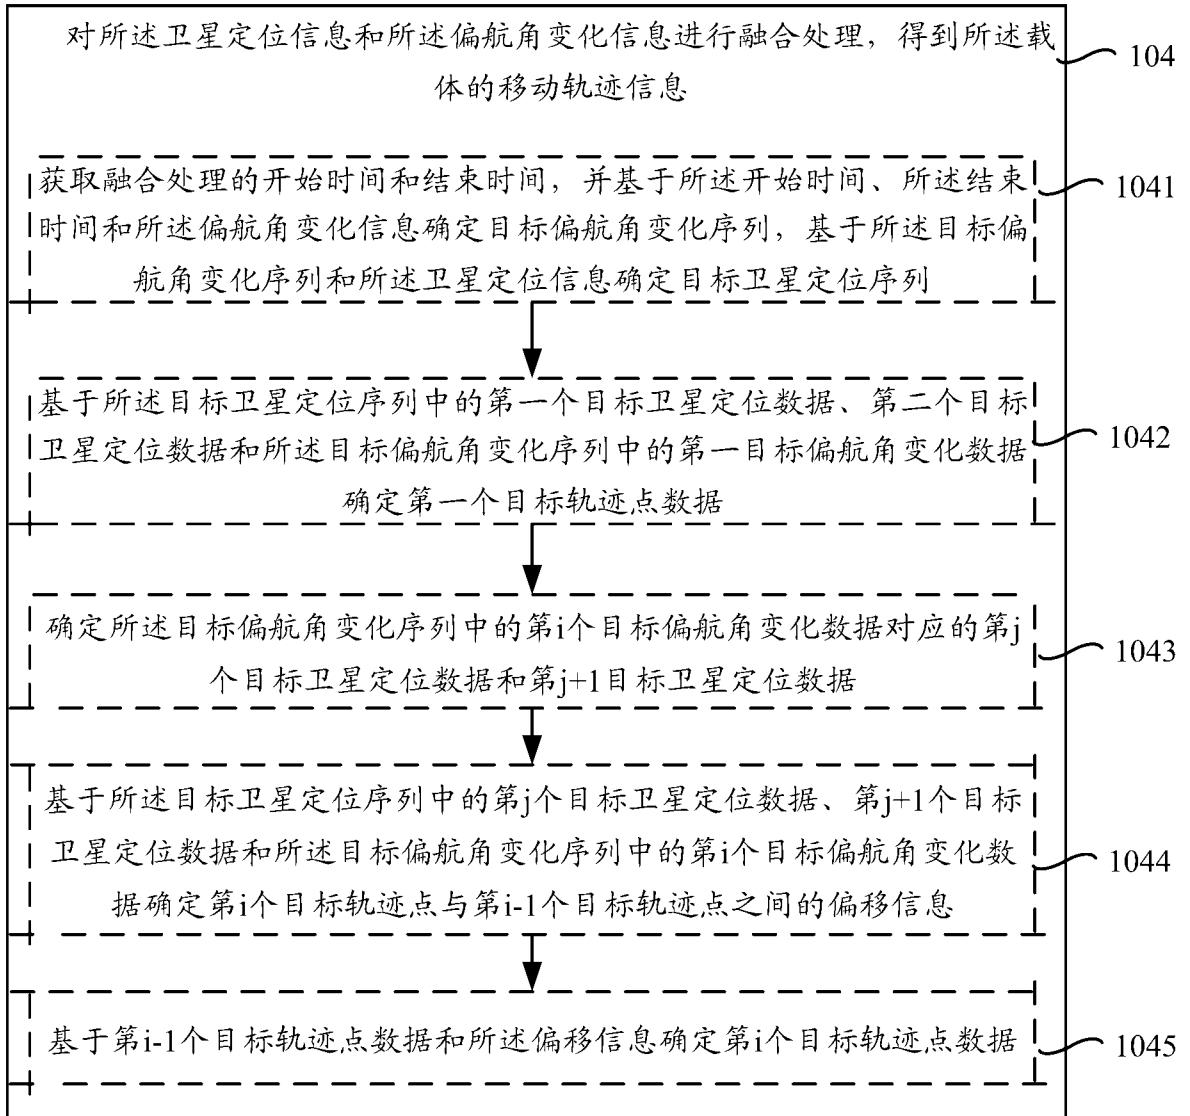 对所述卫星定位信息和所述偏航角变化信息进行融合处理，得到所述载
体的移动轨迹信息
104
获取融合处理的开始时间和结束时间，并基于所述开始时间、所述结束
时间和所述偏航角变化信息确定目标偏航角变化序列，基于所述目标偏
航角变化序列和所述卫星定位信息确定目标卫星定位序列
1041
基于所述目标卫星定位序列中的第一个目标卫星定位数据、第二个目标
卫星定位数据和所述目标偏航角变化序列中的第一目标偏航角变化数据
确定第一个目标轨迹点数据
1042
确定所述目标偏航角变化序列中的第i个目标偏航角变化数据对应的第j
个目标卫星定位数据和第j+1目标卫星定位数据
1043
基于所述目标卫星定位序列中的第j个目标卫星定位数据、第j+1个目标
卫星定位数据和所述目标偏航角变化序列中的第i个目标偏航角变化数
据确定第i个目标轨迹点与第i-1个目标轨迹点之间的偏移信息
1044
基于第i-1个目标轨迹点数据和所述偏移信息确定第i个目标轨迹点数据
1045